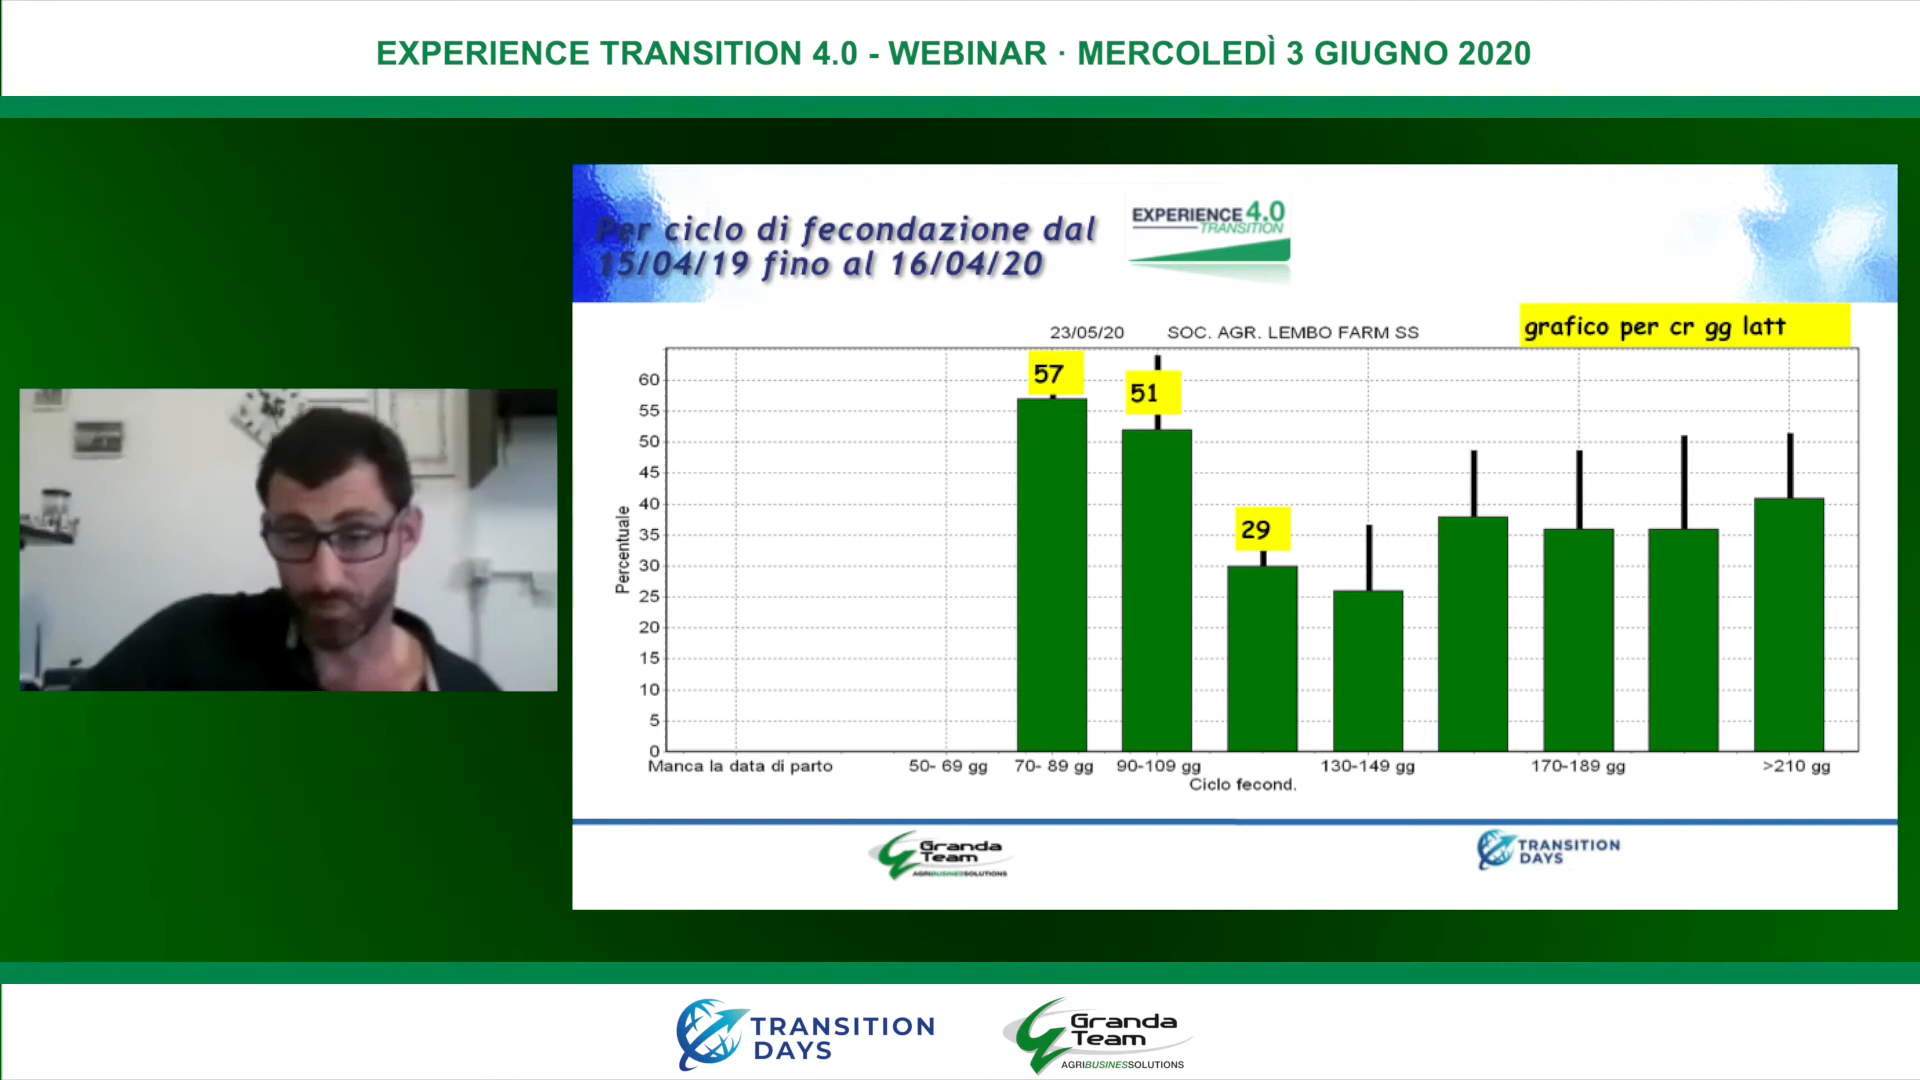 EXPERIENCE TRANSITION 4.0 - WEBINAR · MERCOLEDÌ 3 GIUGNO 2020
Per ciclo di fecondazione dal
15/04/19 fino al 16/04/20
EXPERIENCE 4.0
TRANSITION
grafico per cr gg latt
23/05/20 SOC. AGR. LEMBO FARM SS
Percentuale
60
55
50
45
40
35
30
25
20
15
10
5
0
57
51
29
Manca la data di parto 50- 69 gg 70- 89 gg 90-109 gg 130-149 gg 170-189 gg >210 gg
Ciclo fecond.
Granda
Team
AGRIBUSINESSOLUTIONS
TRANSITION
DAYS
TRANSITION
DAYS
Granda
Team
AGRIBUSINESSOLUTIONS